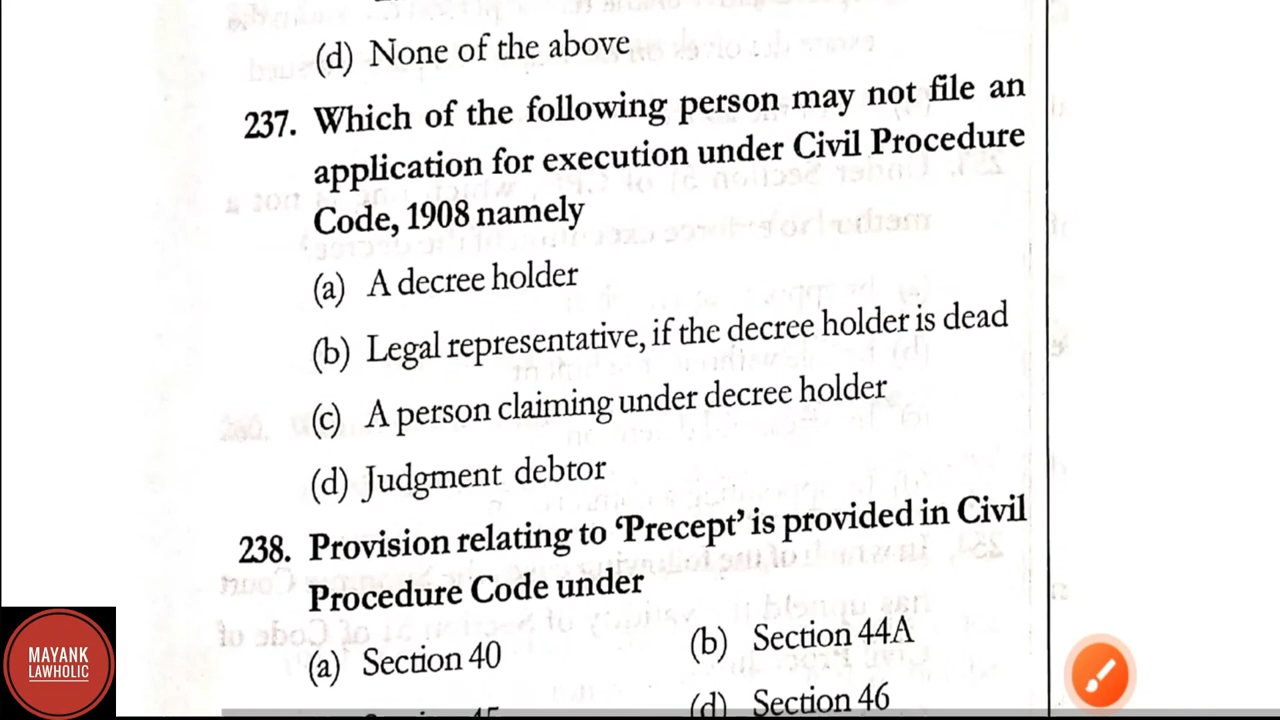 (d) None of the above
237. Which of the following person may not file an
application for execution under Civil Procedure
Code, 1908 namely
(a) A decree holder
(b) Legal representative, if the decree holder is dead
(c) A person claiming under decree holder
(d) Judgment debtor
238. Provision relating to ‘Precept’ is provided in Civil
Procedure Code under
(a) Section 40
(b) Section 44A
(d) Section 46
MAYANK
LAWHOLIC